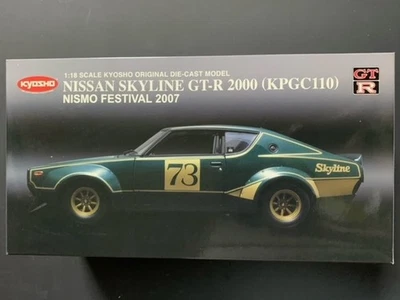 KYOSHO
1:18 SCALE KYOSHO ORIGINAL DIE-CAST MODEL
NISSAN SKYLINE GT-R 2000 (KPGC110)
NISMO FESTIVAL 2007
GT
R
73
Skyline